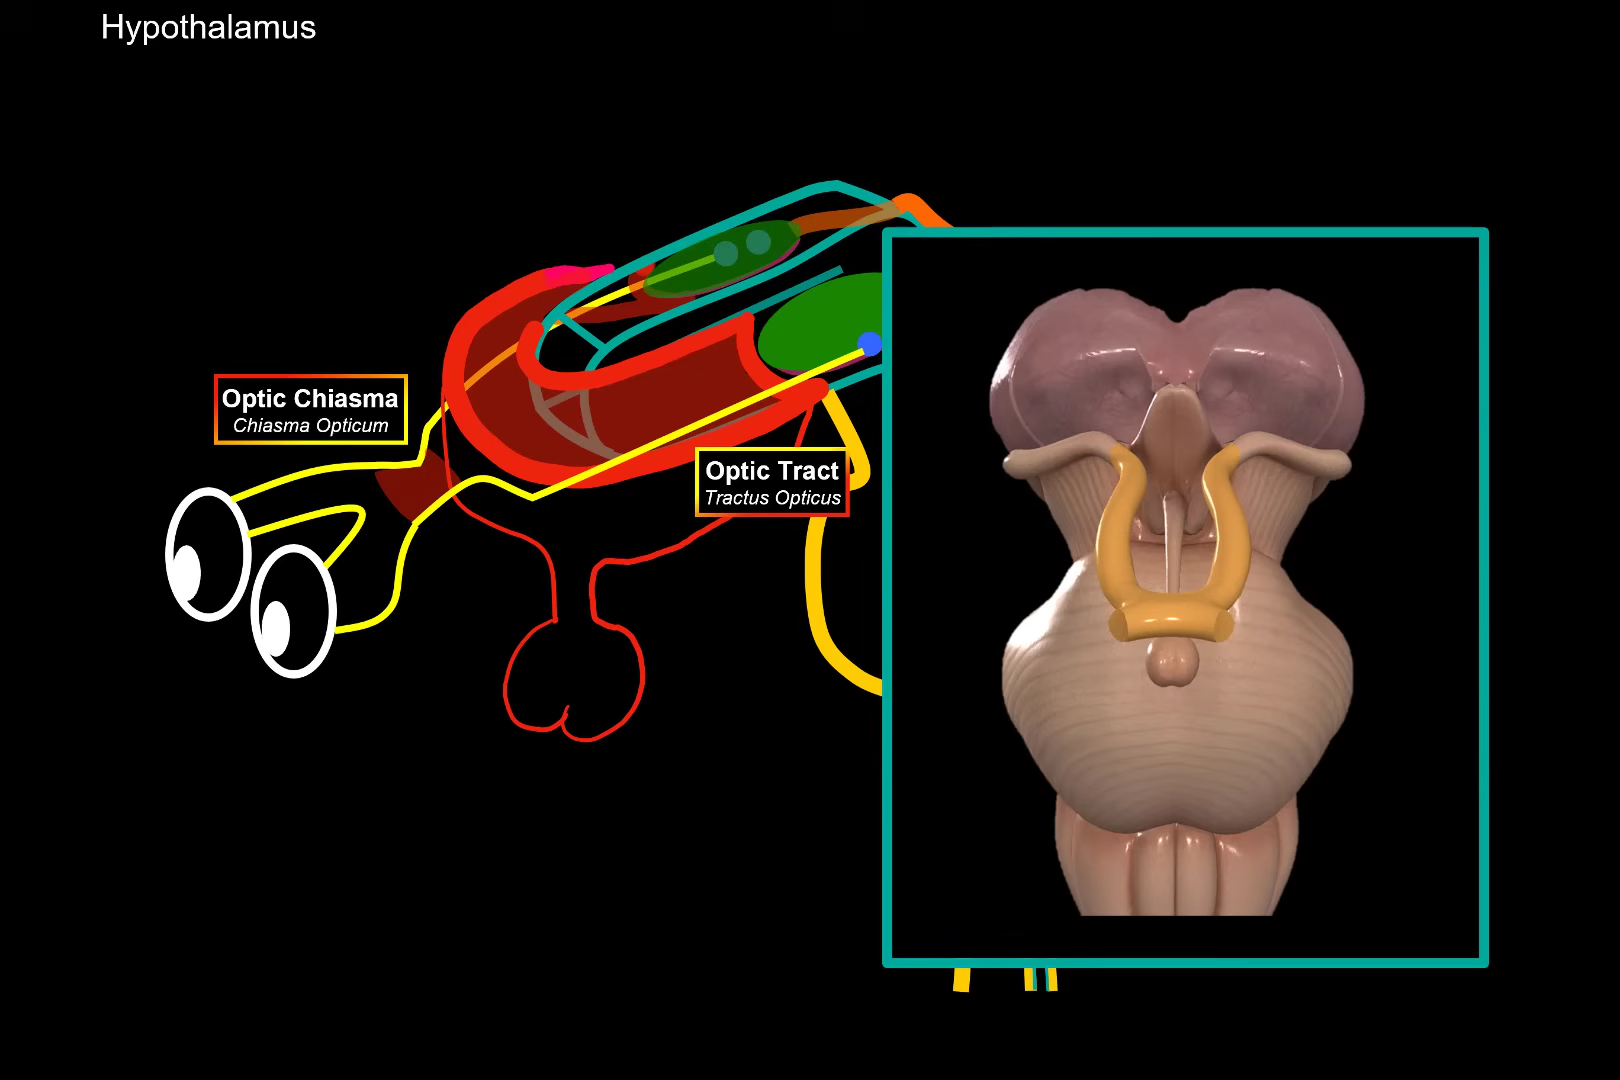 Hypothalamus
Optic Chiasma
Chiasma Opticum
Optic Tract
Tractus Opticus